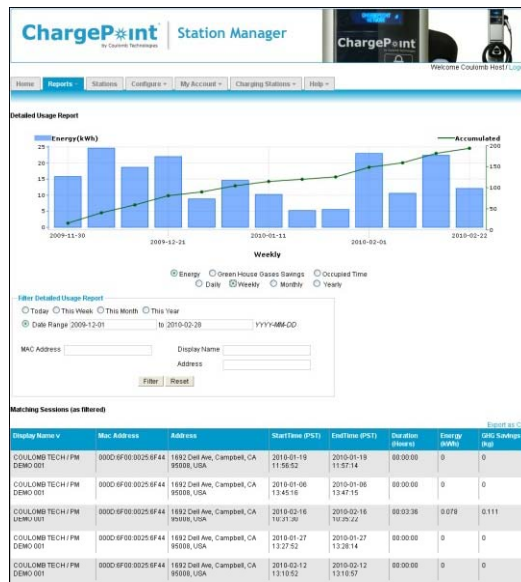 ChargePoint
by Coulomb Technologies
Station Manager
ChargePoint
Welcome Coulomb Host/
Home Reports Stations Configure My Account Charging Stations Help
Detailed Usage Report
Energy(kWh) Accumulated
25 200
20 150
15
10 100
5 50
0 0
2009-11-30 2009-12-21 2010-01-11 2010-02-01 2010-02-22
Weekly
Energy Green House Gases Savings Occupied Time
Daily Weekly Monthly Yearly
Filter Detailed Usage Report
Today This Week This Month This Year
Date Range 2009-12-01 to 2010-02-28 YYYY-MM-DD
MAC Address Display Name
Address
Filter Reset
Matching Sessions (as filtered)
Export as C
Display Name v Mac Address Address StartTime (PST) EndTime (PST) Duration (Hours) Energy (kWh) GHG Savings (kg)
COULOMB TECH / PM 000D:6F00:0025:6F44 1692 Dell Ave, Campbell, CA 2010-01-19 2010-01-19 00:00:00 0 0
DEMO 001 95008, USA 11:56:52 11:57:14
COULOMB TECH / PM 000D:6F00:0025:6F44 1692 Dell Ave, Campbell, CA 2010-01-06 2010-01-06 00:00:00 0 0
DEMO 001 95008, USA 13:45:16 13:47:15
COULOMB TECH / PM 000D:6F00:0025:6F44 1692 Dell Ave, Campbell, CA 2010-02-16 2010-02-16 00:03:36 0.078 0.111
DEMO 001 95008, USA 10:31:30 10:35:22
COULOMB TECH / PM 000D:6F00:0025:6F44 1692 Dell Ave, Campbell, CA 2010-01-27 2010-01-27 00:00:00 0 0
DEMO 001 95008, USA 13:27:52 13:28:14
COULOMB TECH / PM 000D:6F00:0025:6F44 1692 Dell Ave, Campbell, CA 2010-02-12 2010-02-12 00:00:00 0 0
DEMO 001 95008, USA 13:10:52 13:10:57